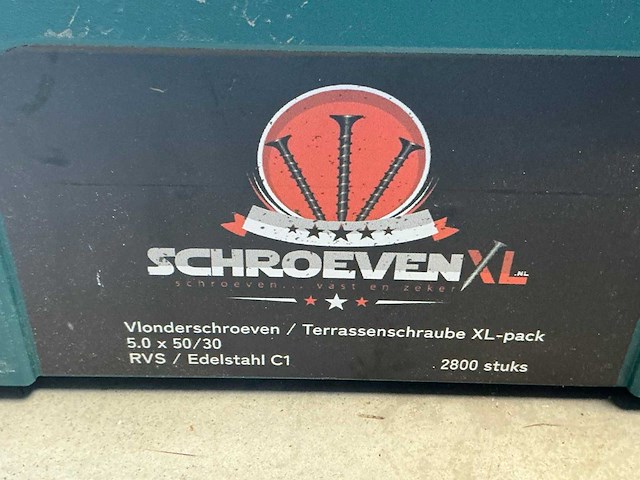 SCHROEVENXL.NL
schroeven... vast en zeker
Vlonderschroeven / Terrassenschraube XL-pack
5.0 x 50/30
RVS / Edelstahl C1
2800 stuks